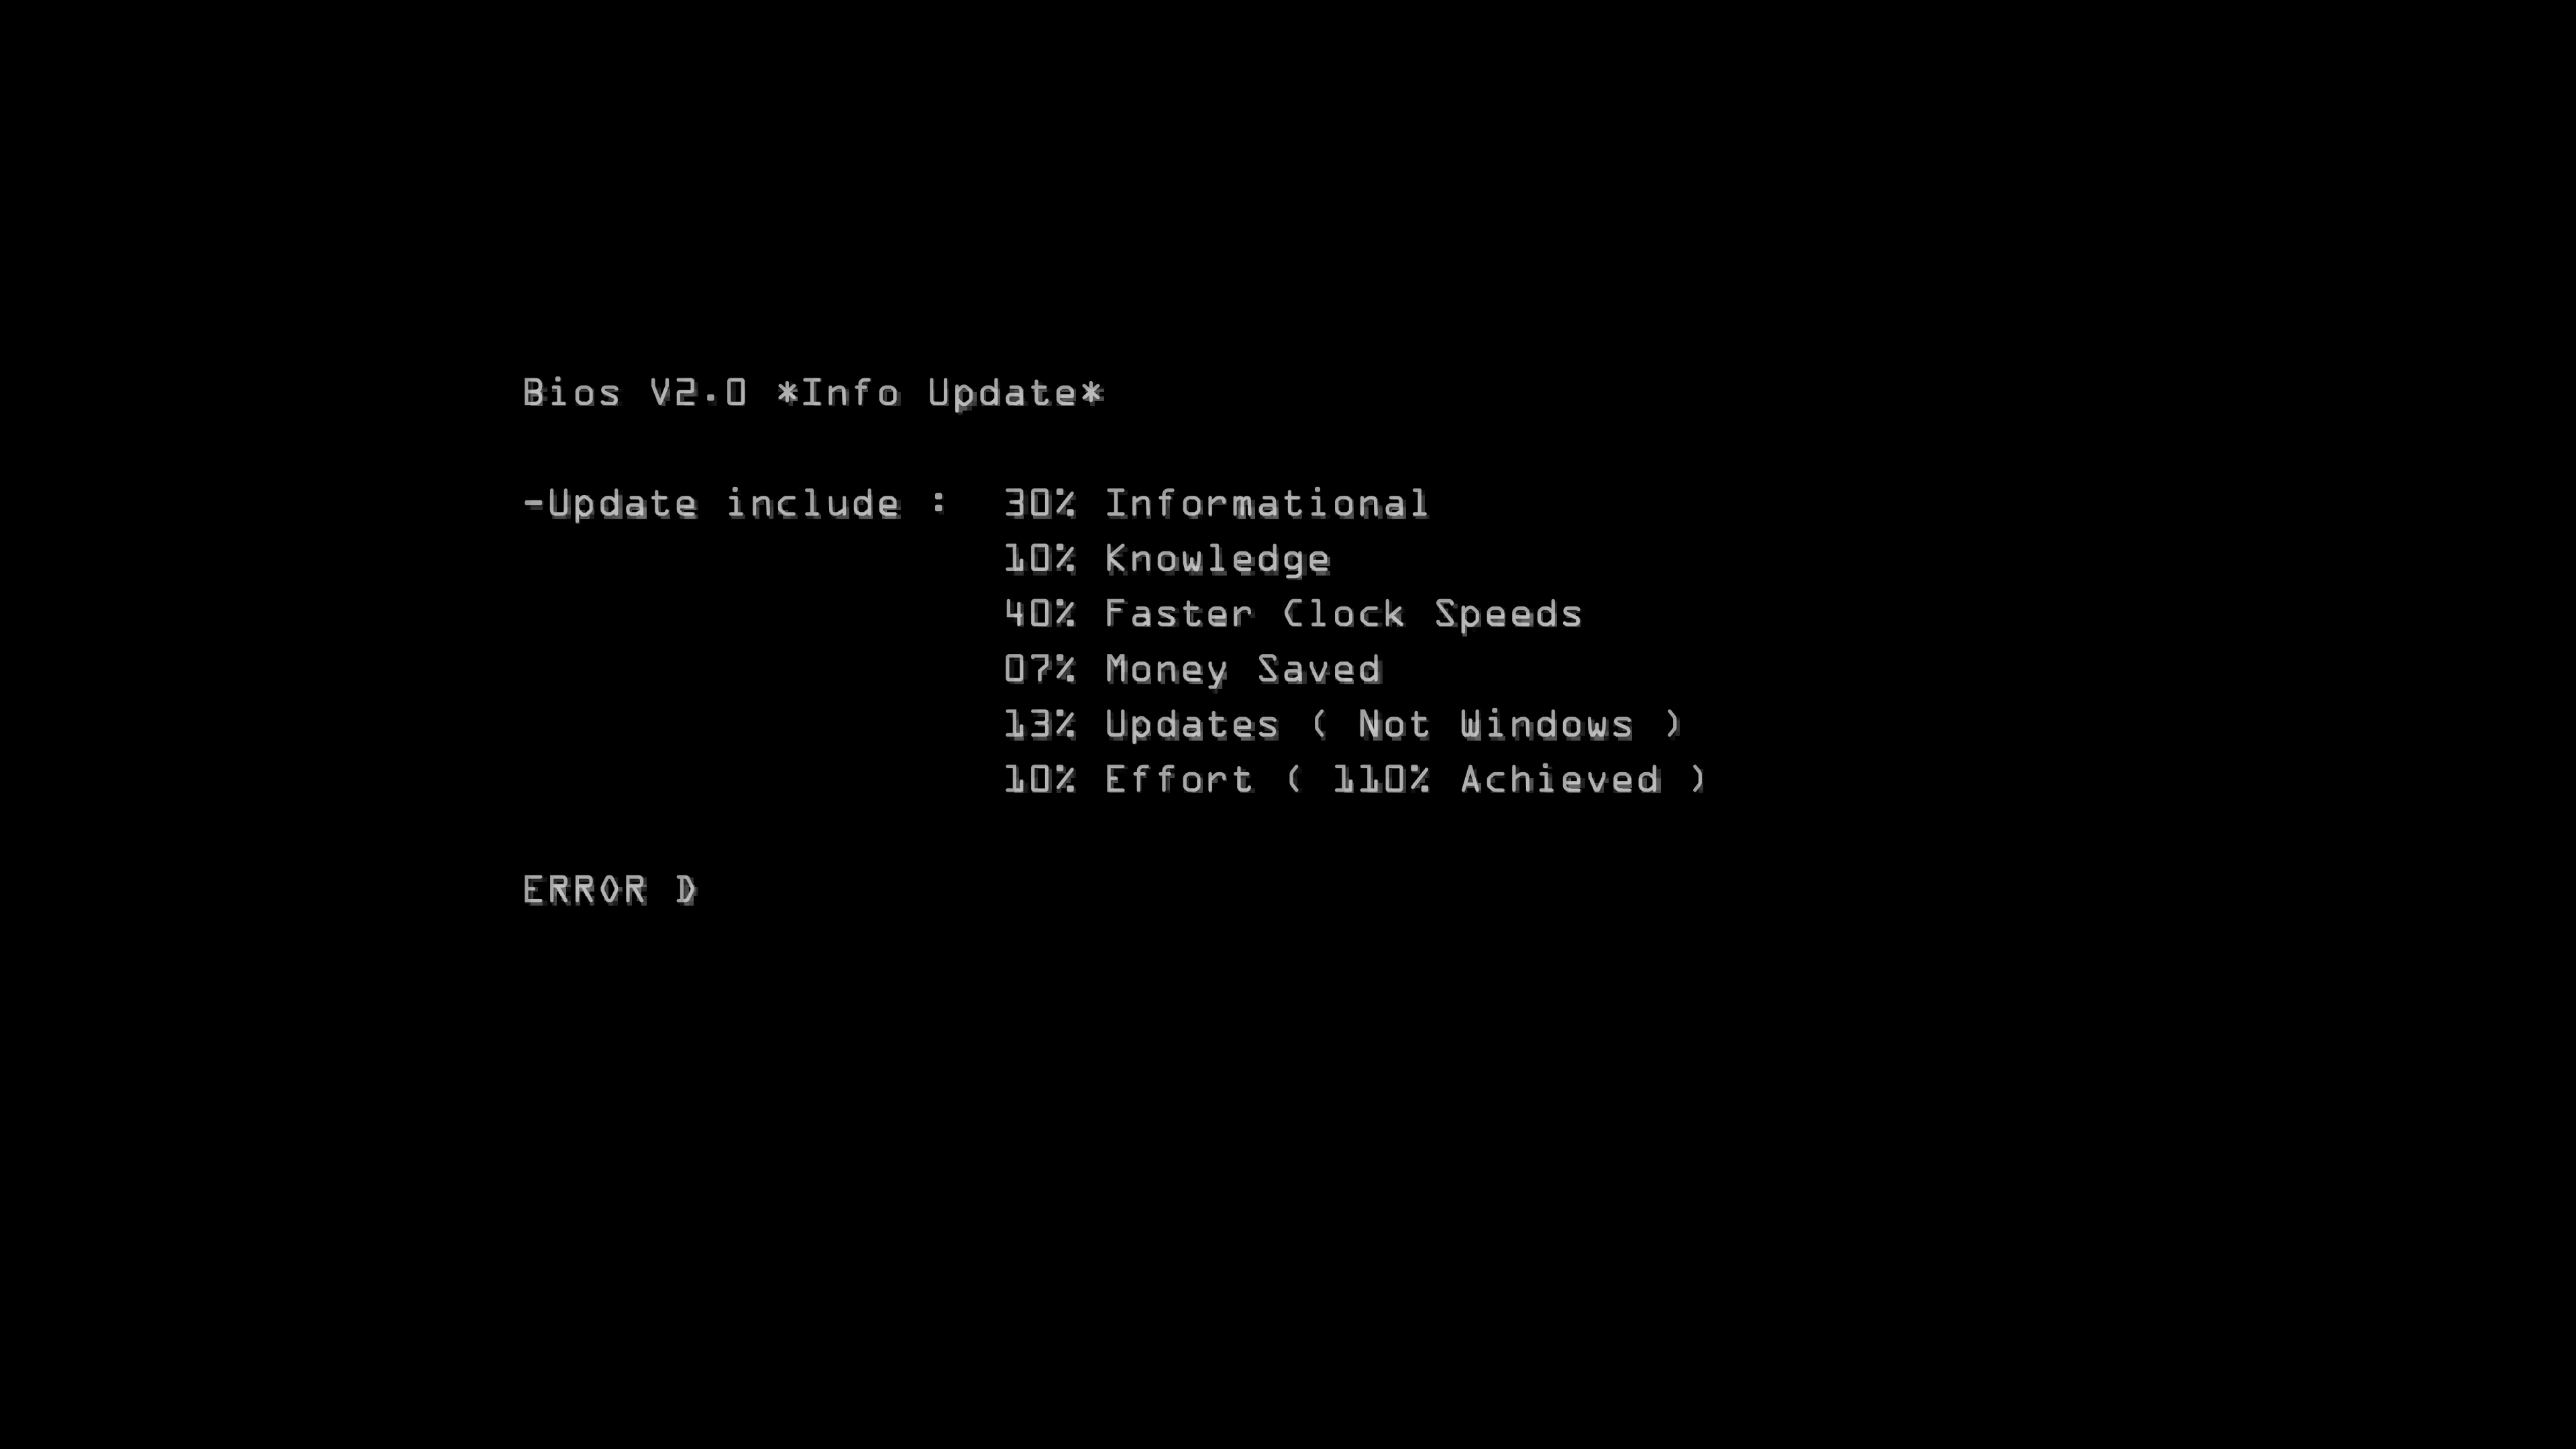 Bios V2.0 *Info Update*
-Update include : 30% Informational
10% Knowledge
40% Faster Clock Speeds
07% Money Saved
13% Updates ( Not Windows )
10% Effort ( 110% Achieved )
ERROR D